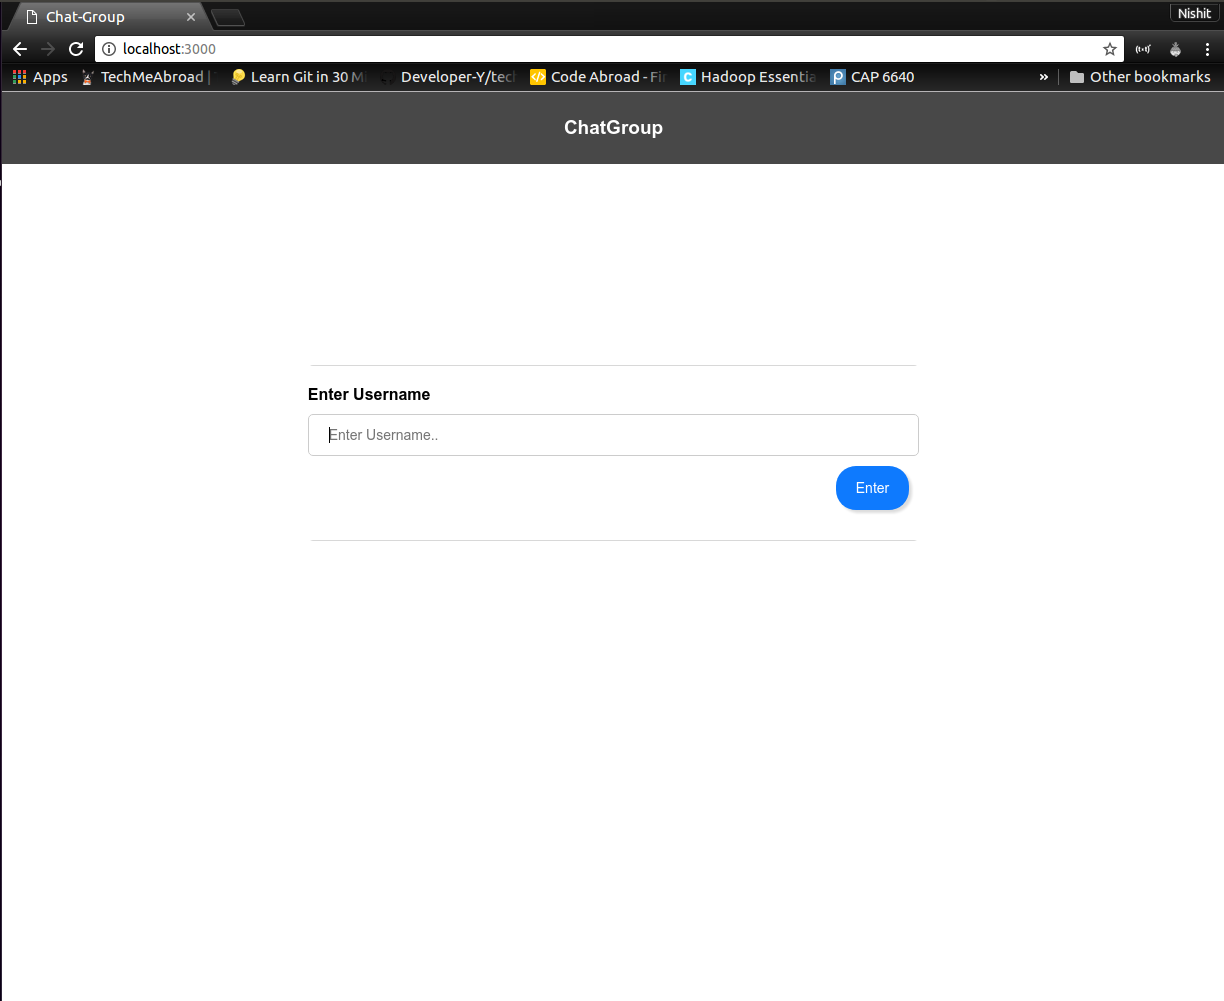 Chat-Group
Nishit
localhost:3000
Apps TechMeAbroad | Learn Git in 30 Developer-Y/tec Code Abroad - Fi Hadoop Essentia CAP 6640 » Other bookmarks
ChatGroup
Enter Username
Enter Username..
Enter